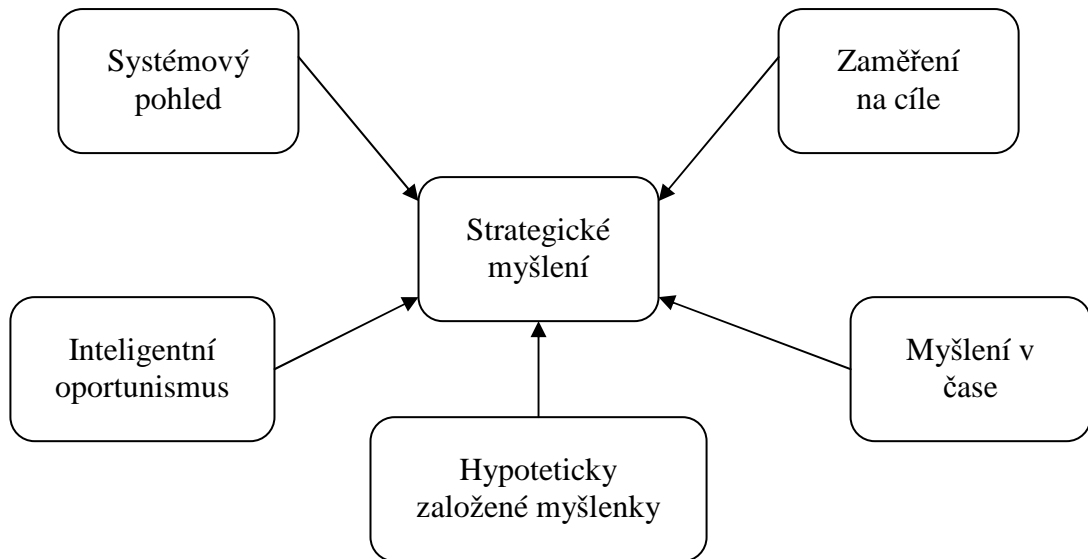 Systémový
pohled
Zaměření
na cíle
Strategické
myšlení
Inteligentní
oportunismus
Myšlení v
čase
Hypoteticky
založené myšlenky